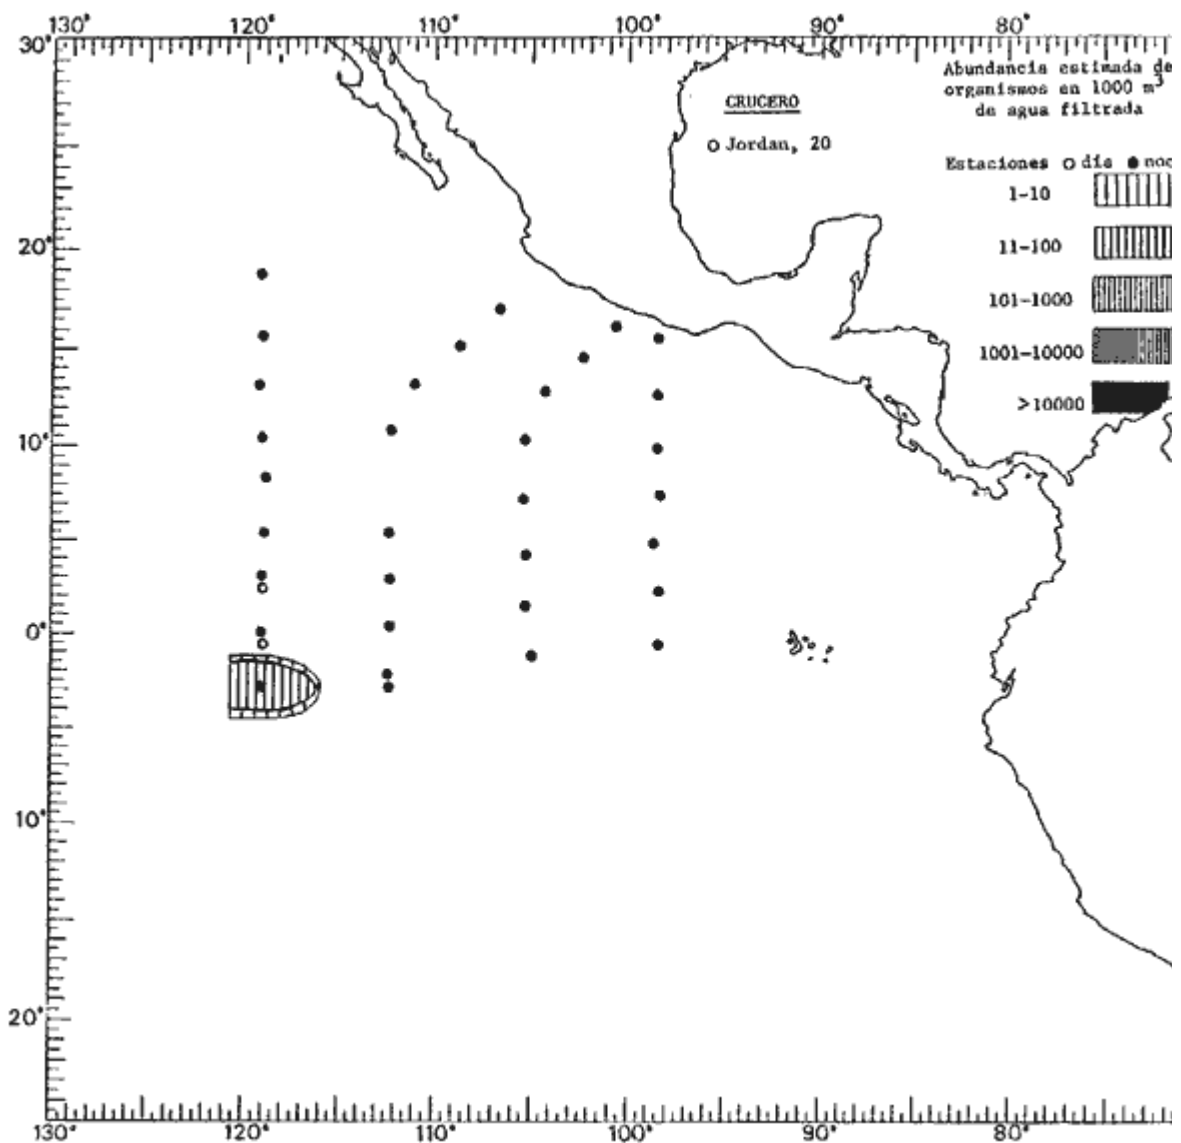 130° 120° 110° 100° 90° 80°
30°
Abundancia estimada de
organismos en 1000 m3
de agua filtrada
CRUCERO
Jordan, 20
Estaciones día noc
1-10
20°
11-100
101-1000
1001-10000
>10000
10°
0°
10°
20°
130° 120° 110° 100° 90° 80°